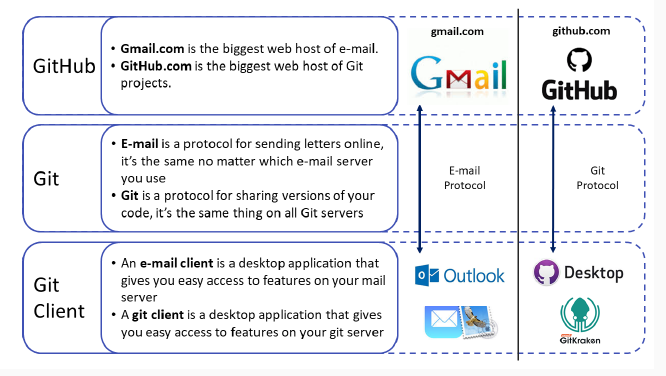 gmail.com
github.com
GitHub
• Gmail.com is the biggest web host of e-mail.
• GitHub.com is the biggest web host of Git
projects.
Gmail
GitHub
Git
• E-mail is a protocol for sending letters online,
it's the same no matter which e-mail server
you use
• Git is a protocol for sharing versions of your
code, it's the same thing on all Git servers
E-mail
Protocol
Git
Protocol
Git
Client
• An e-mail client is a desktop application that
gives you easy access to features on your mail
server
• A git client is a desktop application that gives
you easy access to features on your git server
Outlook
Desktop
GitKraken